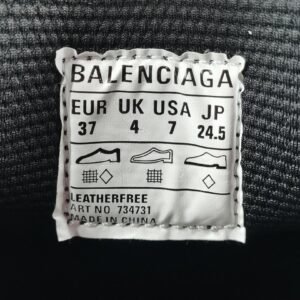 BALENCIAGA
EUR UK USA JP
37 4 7 24.5
LEATHERFREE
ART NO 734731
MADE IN CHINA